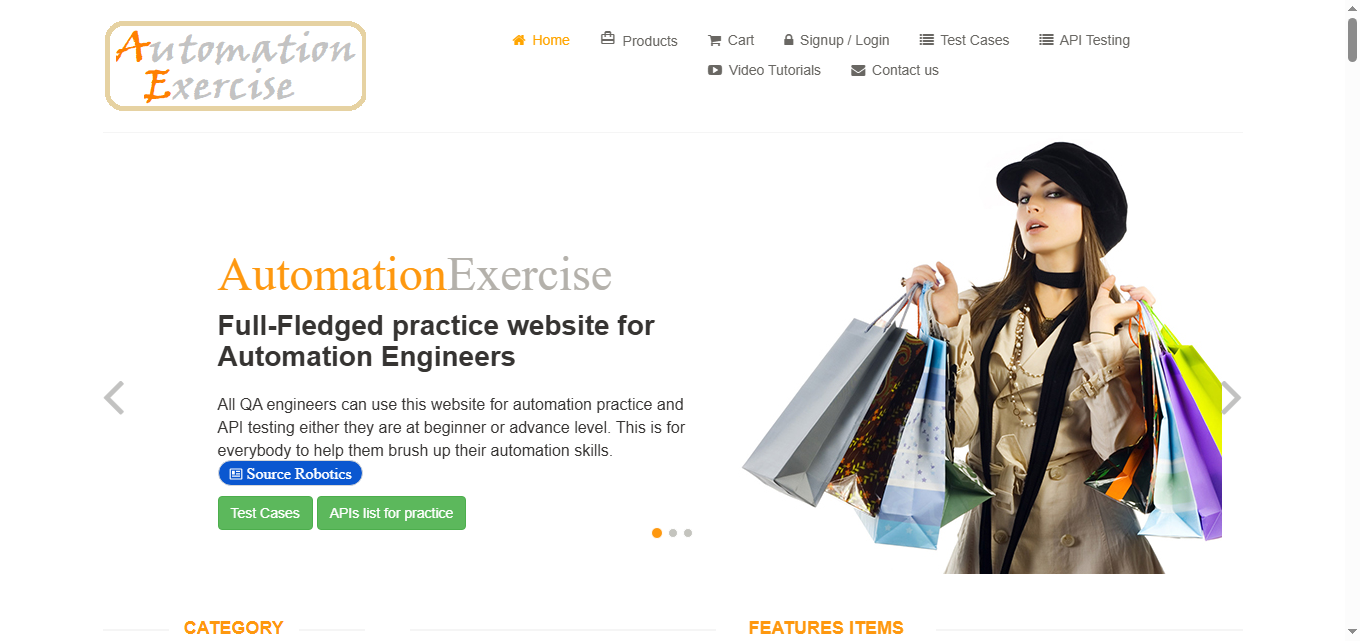 Automation
Exercise
Home
Products
Cart
Signup / Login
Test Cases
API Testing
Video Tutorials
Contact us
AutomationExercise
Full-Fledged practice website for
Automation Engineers
All QA engineers can use this website for automation practice and
API testing either they are at beginner or advance level. This is for
everybody to help them brush up their automation skills.
Source Robotics
Test Cases
APIs list for practice
CATEGORY
FEATURES ITEMS